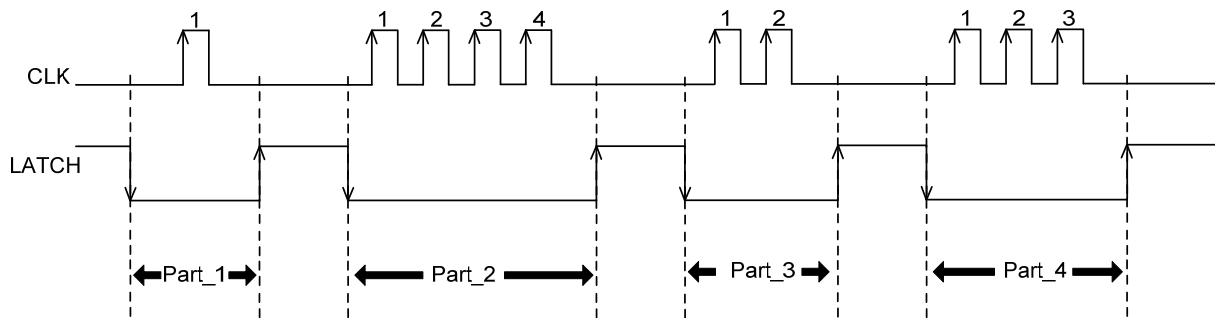 1 1 2 3 4 1 2 1 2 3
CLK
LATCH
Part_1 Part_2 Part_3 Part_4